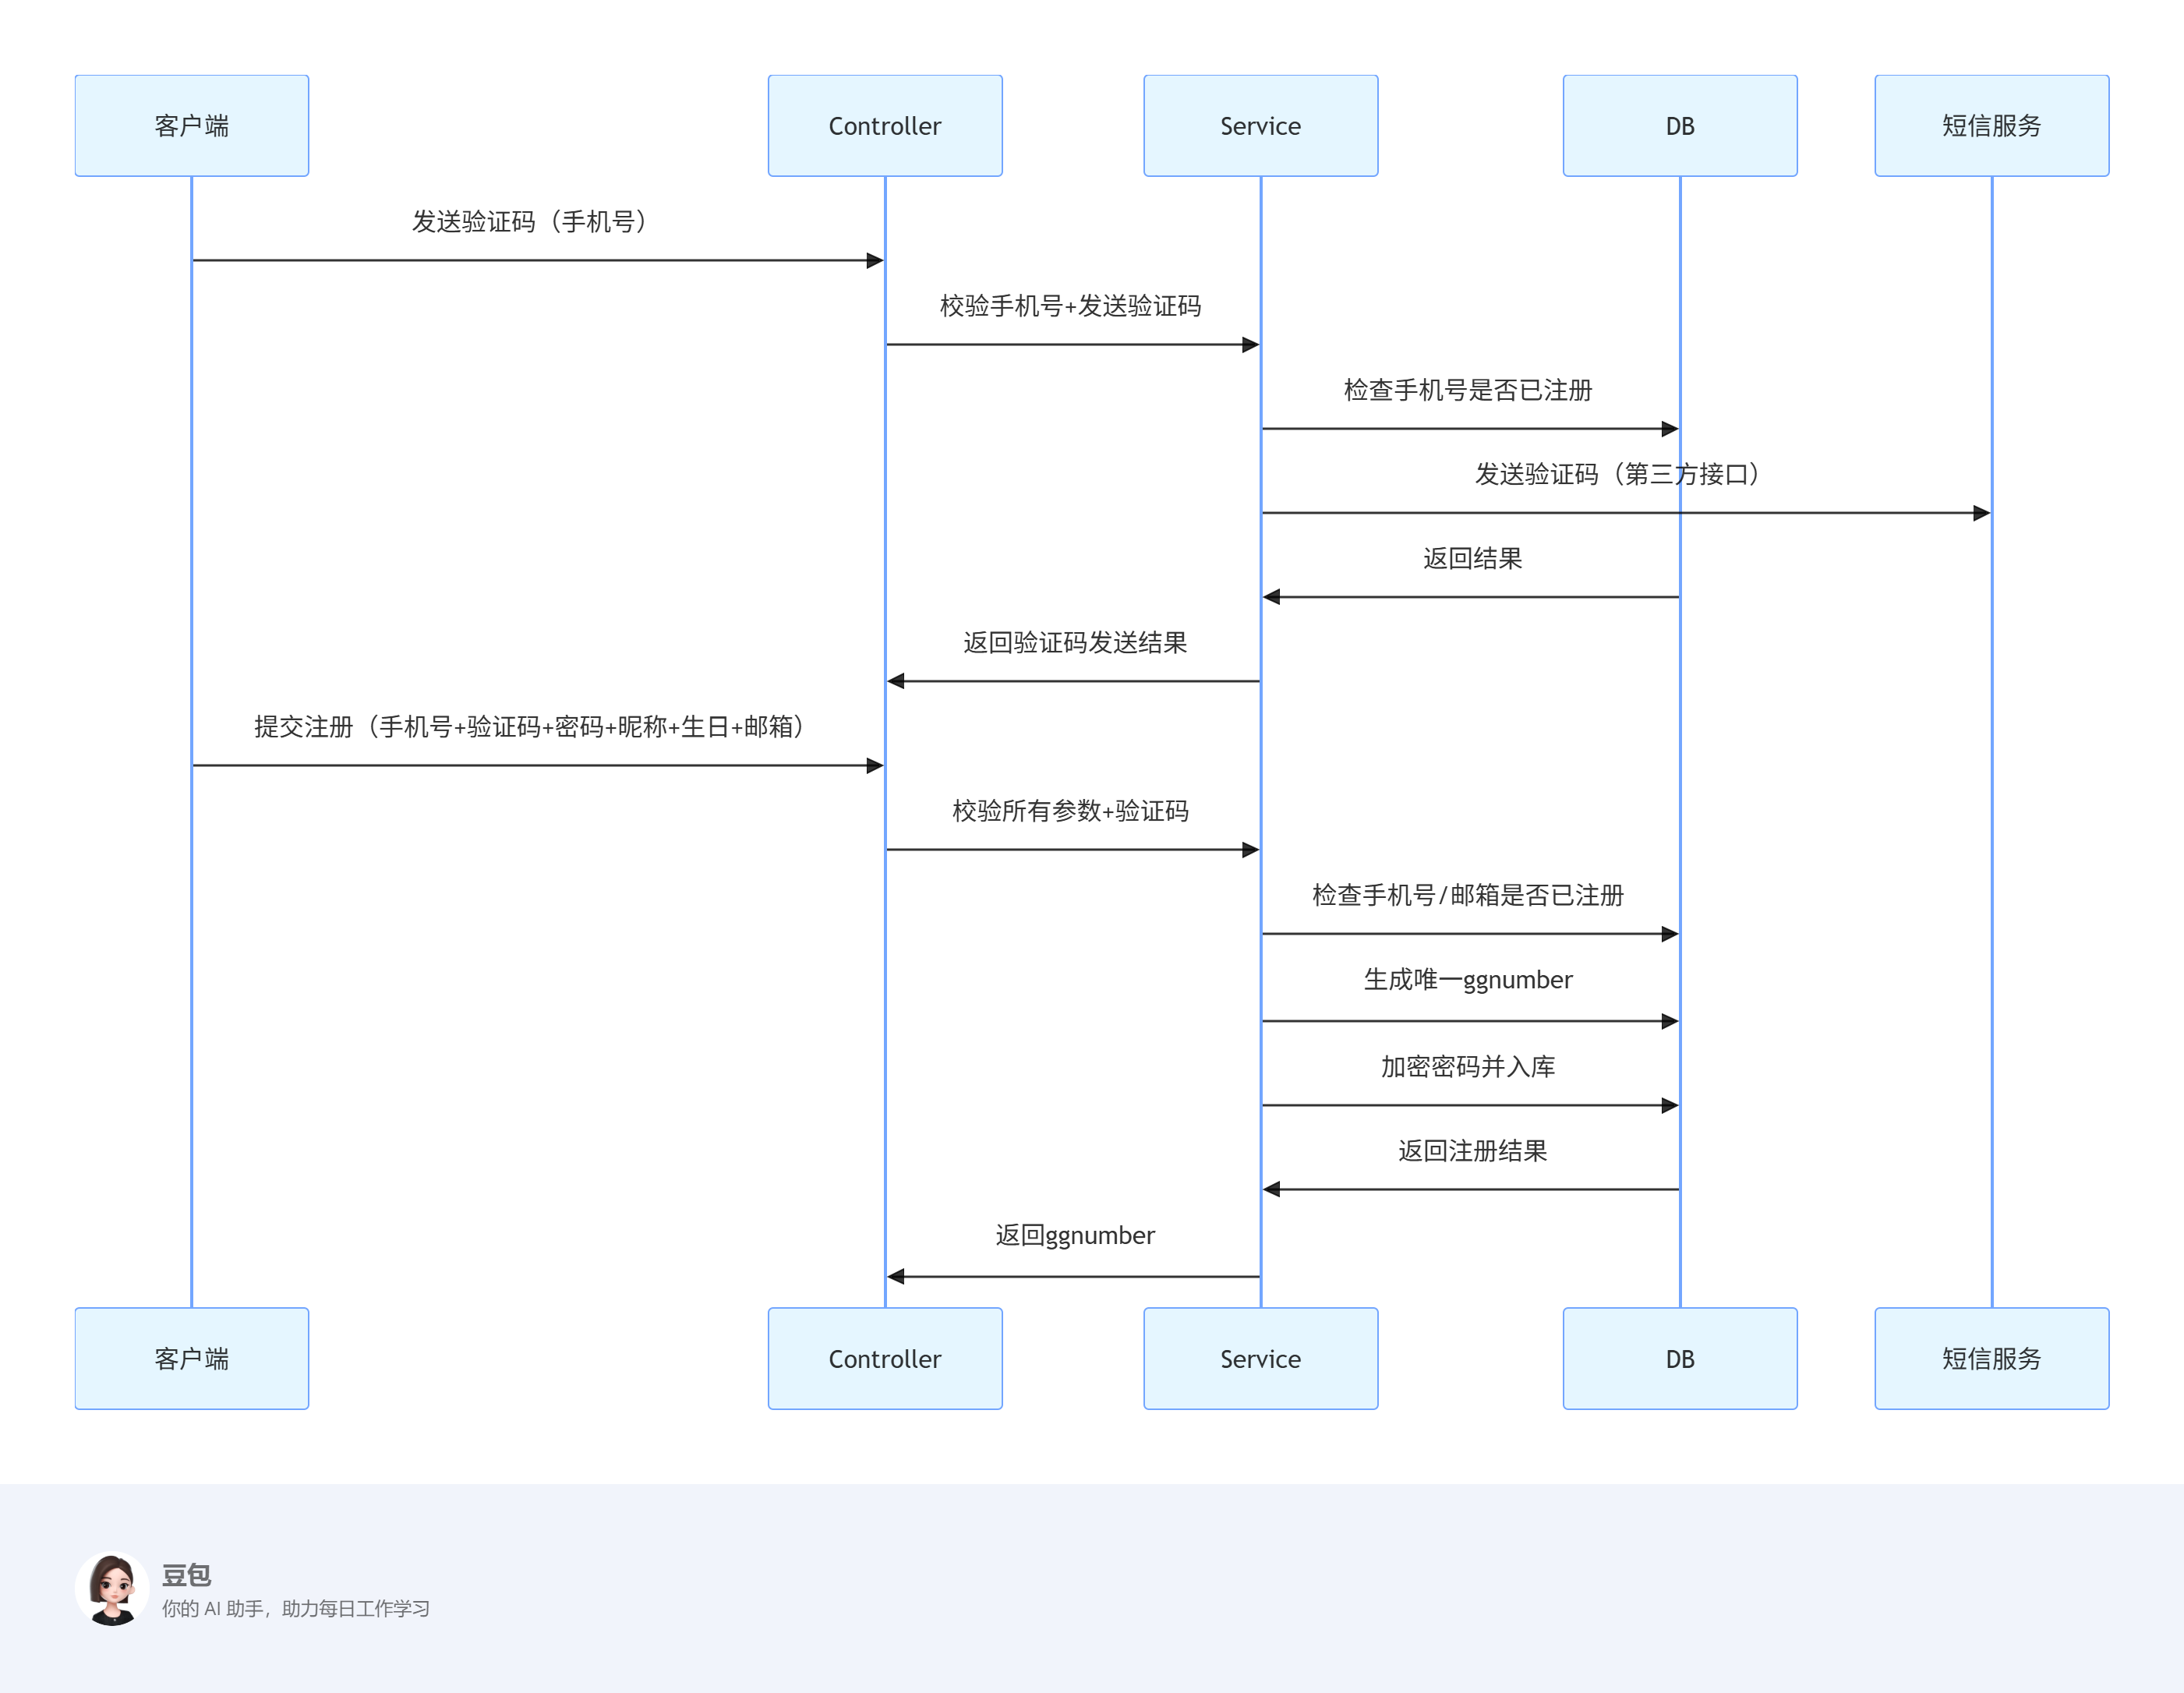 客户端
Controller
Service
DB
短信服务
发送验证码（手机号）
校验手机号+发送验证码
检查手机号是否已注册
发送验证码（第三方接口）
返回结果
返回验证码发送结果
提交注册（手机号+验证码+密码+昵称+生日+邮箱）
校验所有参数+验证码
检查手机号/邮箱是否已注册
生成唯一ggnumber
加密密码并入库
返回注册结果
返回ggnumber
客户端
Controller
Service
DB
短信服务
豆包
你的 AI 助手，助力每日工作学习